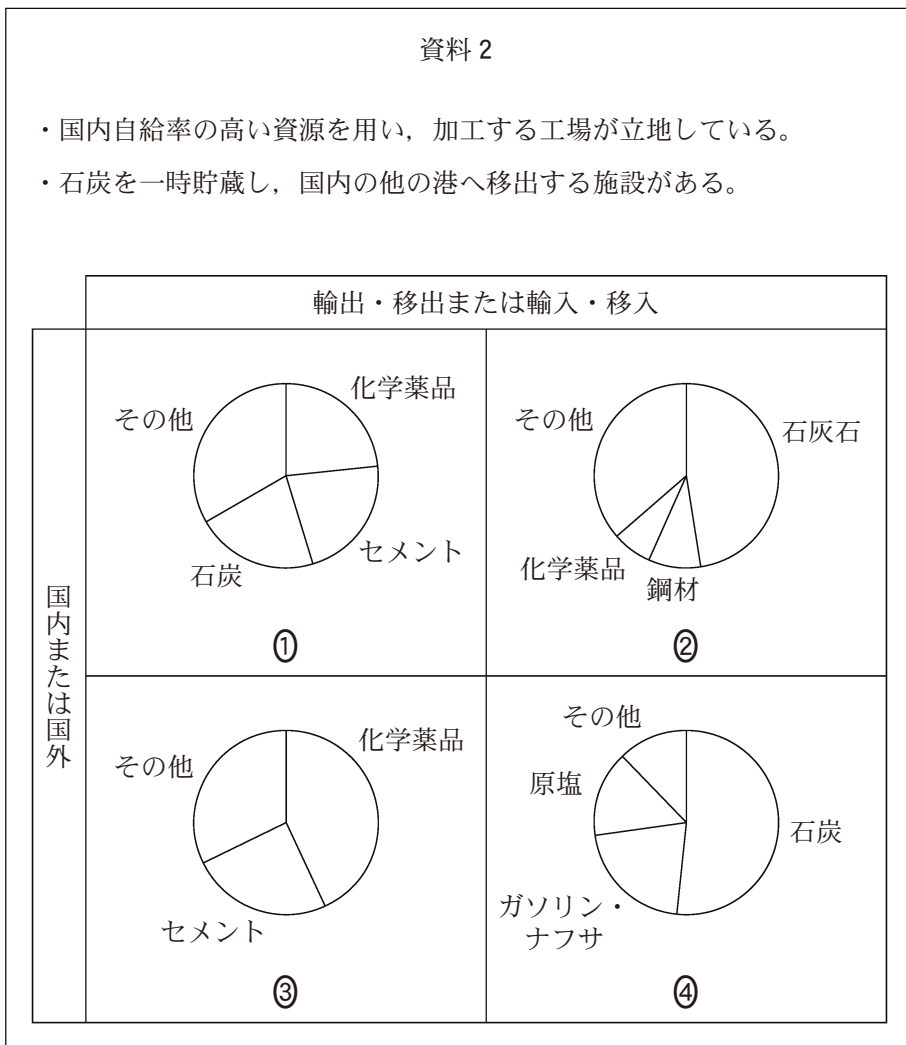 資料 2
・国内自給率の高い資源を用い，加工する工場が立地している。
・石炭を一時貯蔵し，国内の他の港へ移出する施設がある。
輸出・移出または輸入・移入
国内または国外
化学薬品
その他
セメント
石炭
①
石灰石
その他
化学薬品
鋼材
②
化学薬品
その他
セメント
③
その他
原塩
石炭
ガソリン・
ナフサ
④